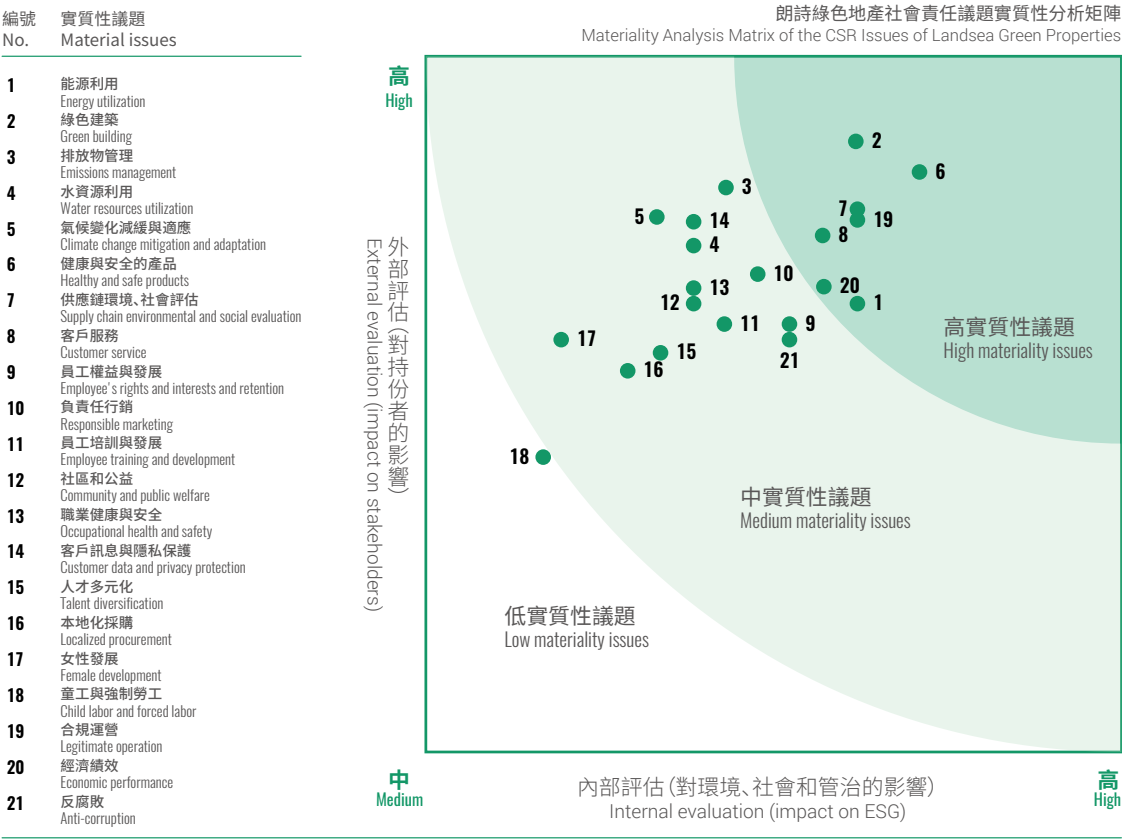 編號 實質性議題
No. Material issues
朗詩綠色地產社會責任議題實質性分析矩陣
Materiality Analysis Matrix of the CSR Issues of Landsea Green Properties
1 能源利用
Energy utilization
2 綠色建築
Green building
3 排放物管理
Emissions management
4 水資源利用
Water resources utilization
5 氣候變化減緩與適應
Climate change mitigation and adaptation
6 健康與安全的產品
Healthy and safe products
7 供應鏈環境、社會評估
Supply chain environmental and social evaluation
8 客戶服務
Customer service
9 員工權益與發展
Employee's rights and interests and retention
10 負責任行銷
Responsible marketing
11 員工培訓與發展
Employee training and development
12 社區和公益
Community and public welfare
13 職業健康與安全
Occupational health and safety
14 客戶訊息與隱私保護
Customer data and privacy protection
15 人才多元化
Talent diversification
16 本地化採購
Localized procurement
17 女性發展
Female development
18 童工與強制勞工
Child labor and forced labor
19 合規運營
Legitimate operation
20 經濟績效
Economic performance
21 反腐敗
Anti-corruption
高
High
外部評估（對持份者的影響）
External evaluation (impact on stakeholders)
2
6
3
7
19
5
14
8
4
10
13
20
12
1
11
9
17
21
15
16
18
高實質性議題
High materiality issues
中實質性議題
Medium materiality issues
低實質性議題
Low materiality issues
中
Medium
內部評估（對環境、社會和管治的影響）
Internal evaluation (impact on ESG)
高
High